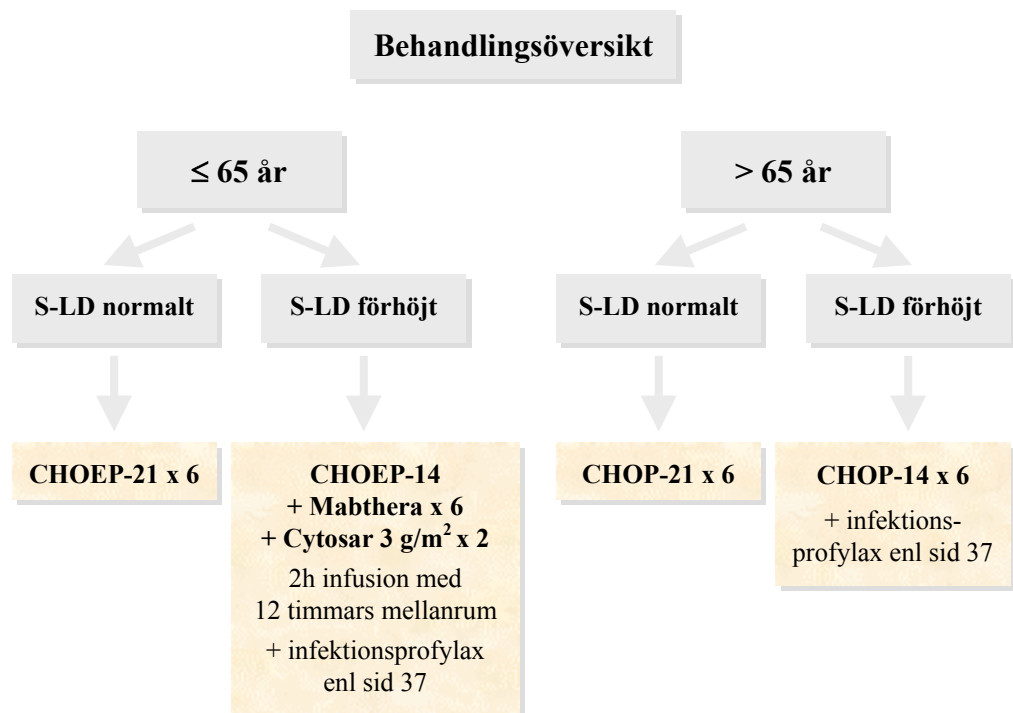 Behandlingsöversikt
≤ 65 år
> 65 år
S-LD normalt
S-LD förhöjt
S-LD normalt
S-LD förhöjt
CHOEP-21 x 6
CHOEP-14
+ Mabthera x 6
+ Cytosar 3 g/m² x 2
2h infusion med
12 timmars mellanrum
+ infektionsprofylax
enl sid 37
CHOP-21 x 6
CHOP-14 x 6
+ infektions-
profylax enl sid 37